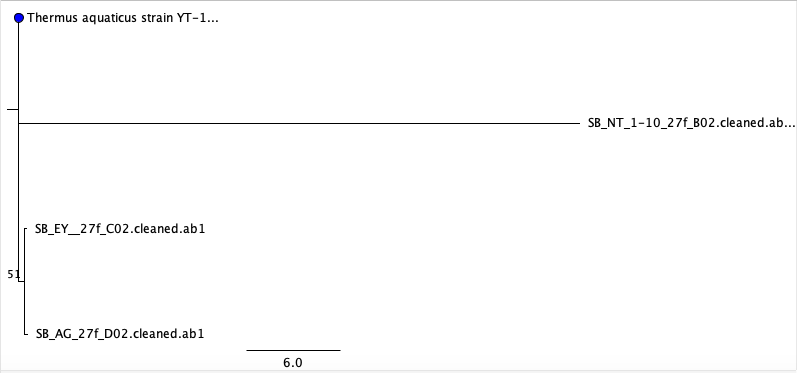 Thermus aquaticus strain YT-1...
SB_NT_1-10_27f_B02.cleaned.ab...
SB_EY__27f_C02.cleaned.ab1
51
SB_AG_27f_D02.cleaned.ab1
6.0